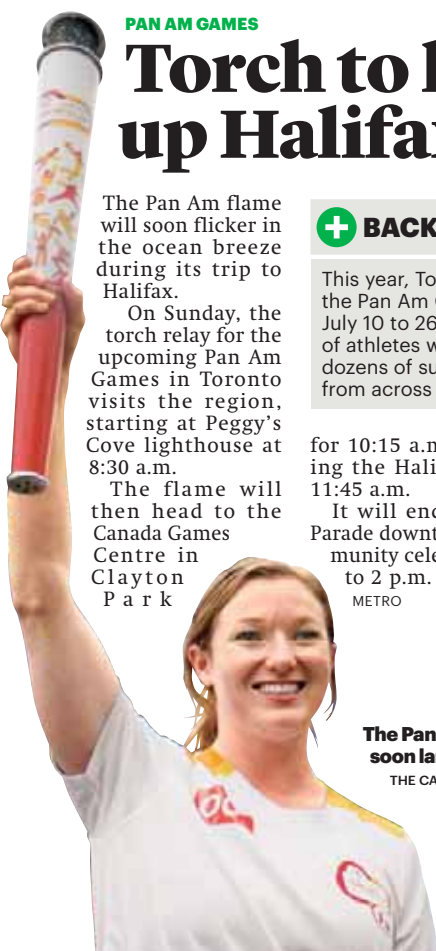 PAN AM GAMES
Torch to
up Halifa
The Pan Am flame
will soon flicker in
the ocean breeze
during its trip to
Halifax.
On Sunday, the
torch relay for the
upcoming Pan Am
Games in Toronto
visits the region,
starting at Peggy's
Cove lighthouse at
8:30 a.m.
The flame will
then head to the
Canada Games
Centre in
Clayton
Park
BACK
This year, To
the Pan Am
July 10 to 26
of athletes w
dozens of su
from across
for 10:15 a.m
ing the Hali
11:45 a.m.
It will end
Parade downt
munity cele
to 2 p.m.
METRO
The Pan
soon la
THE CA